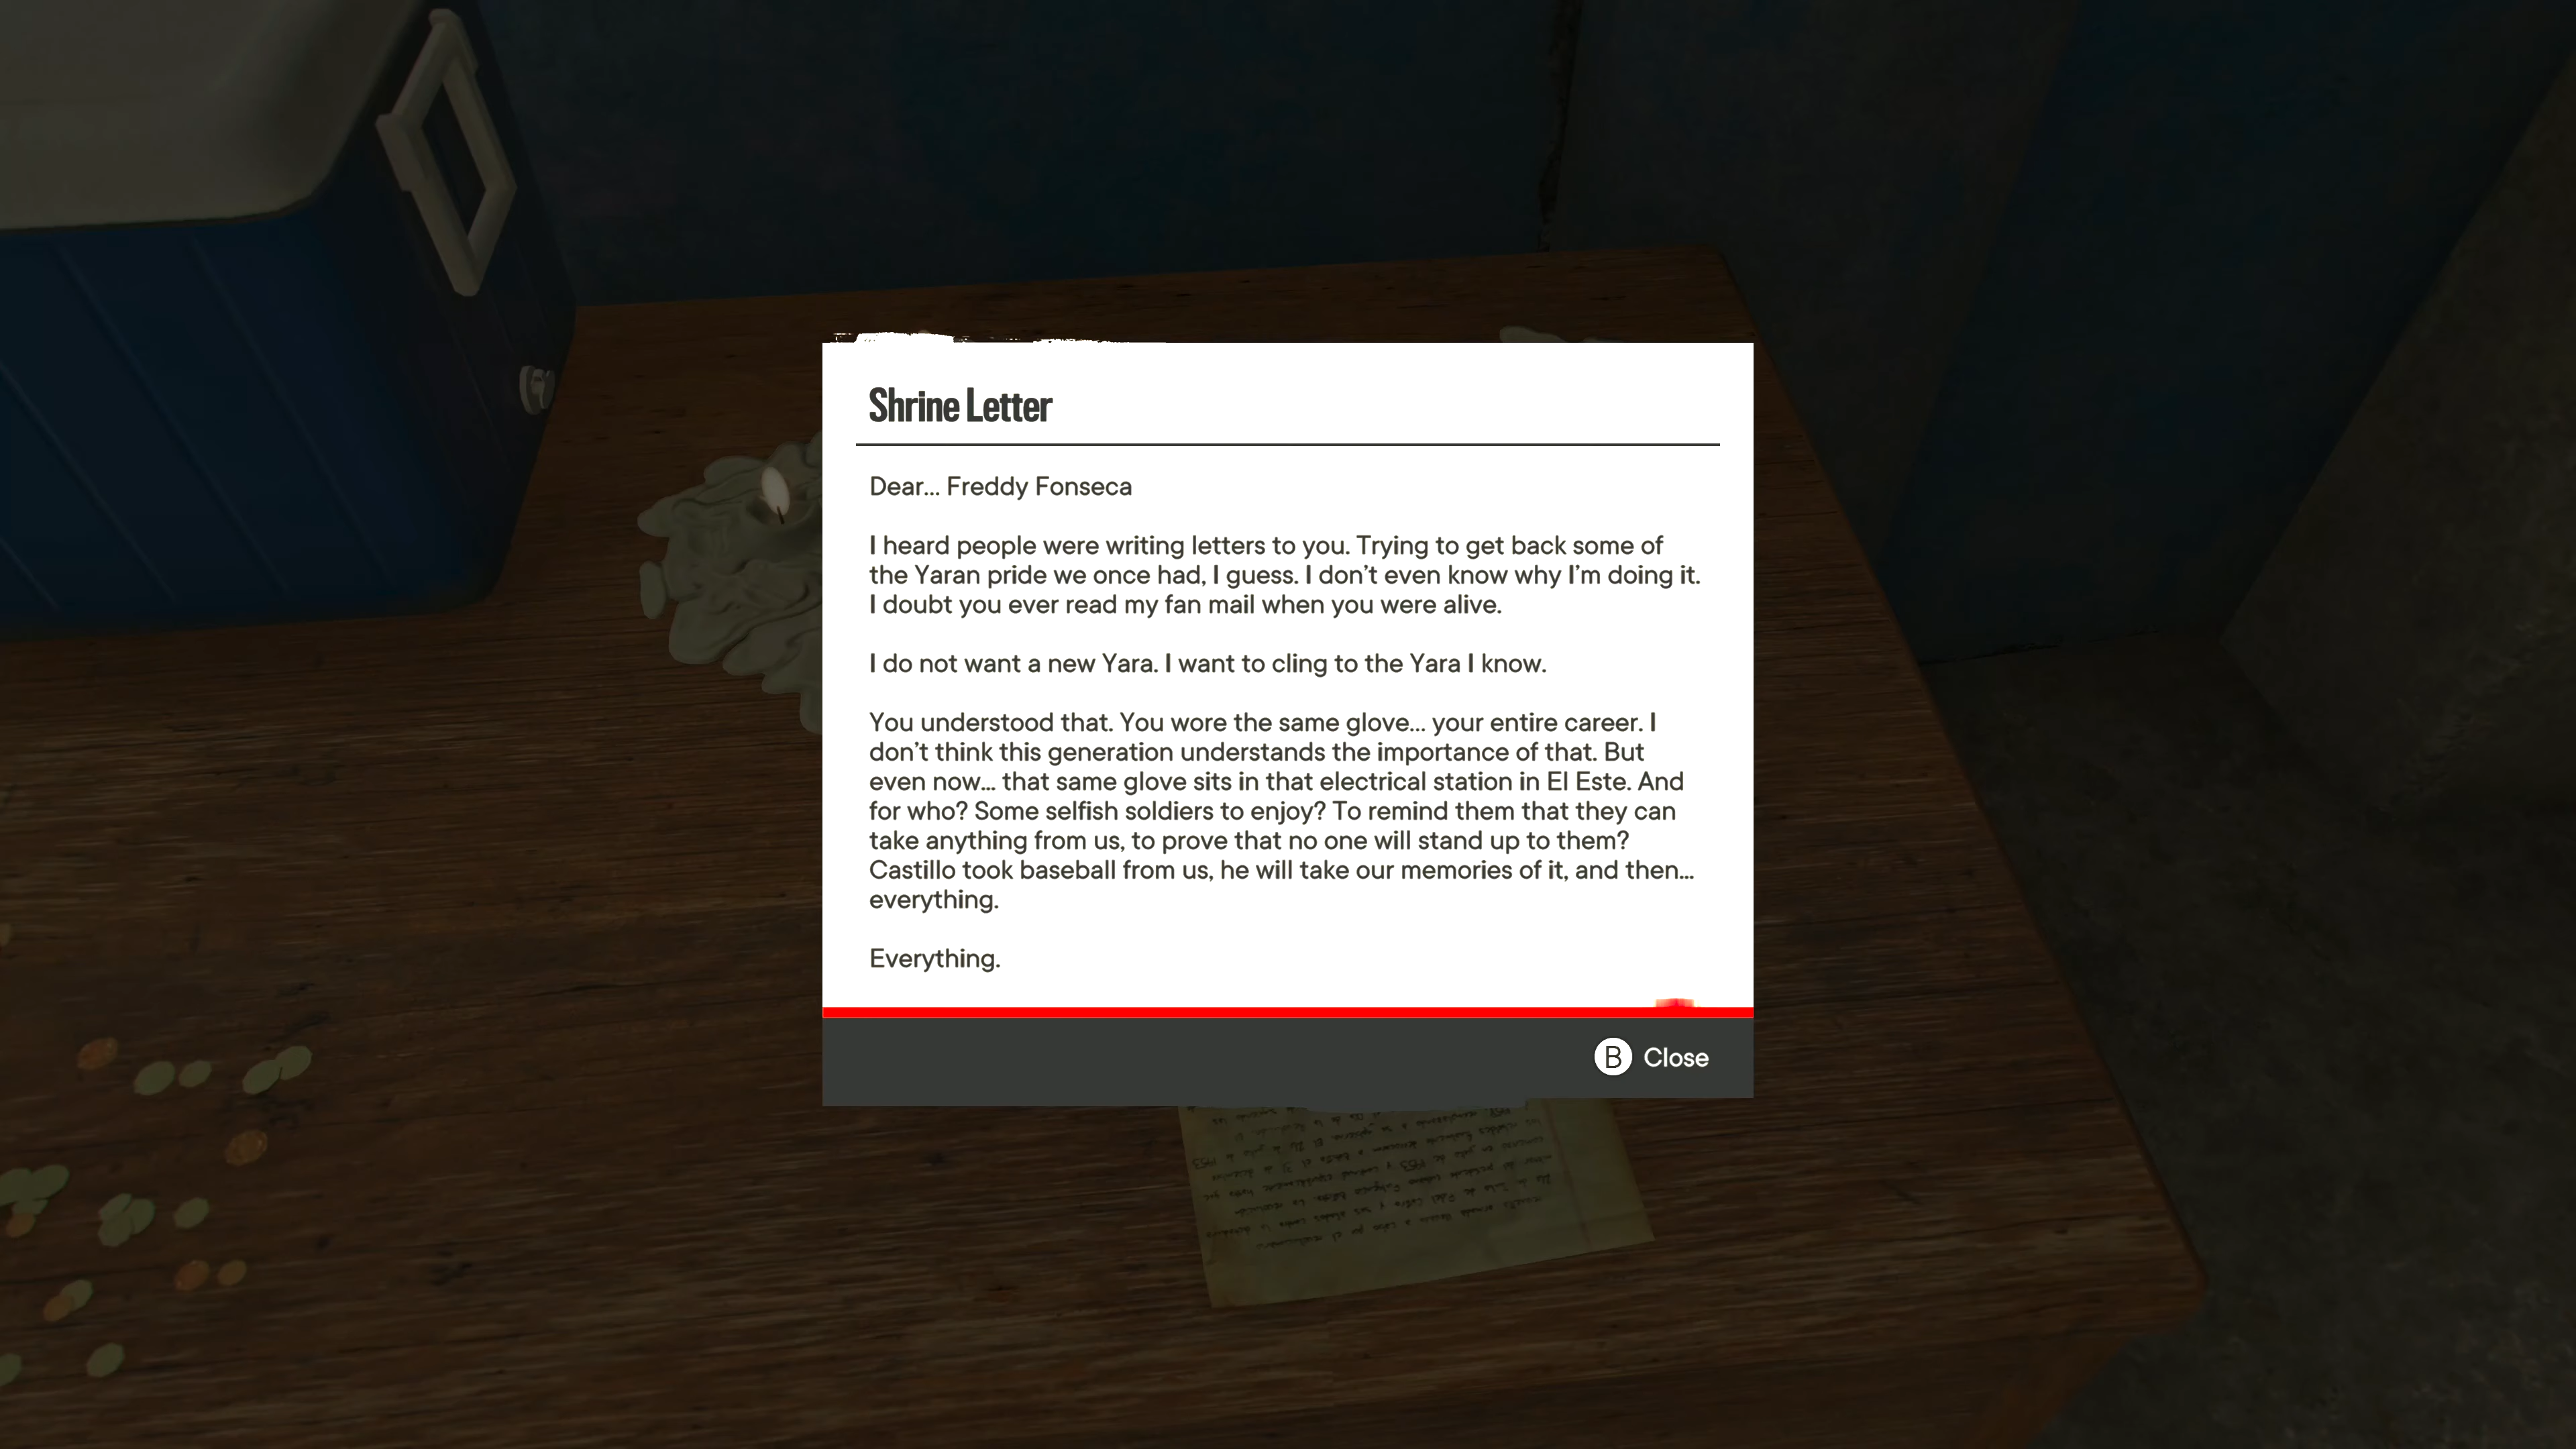 Shrine Letter
Dear... Freddy Fonseca
I heard people were writing letters to you. Trying to get back some of
the Yaran pride we once had, I guess. I don't even know why I'm doing it.
I doubt you ever read my fan mail when you were alive.
I do not want a new Yara. I want to cling to the Yara I know.
You understood that. You wore the same glove... your entire career. I
don't think this generation understands the importance of that. But
even now... that same glove sits in that electrical station in El Este. And
for who? Some selfish soldiers to enjoy? To remind them that they can
take anything from us, to prove that no one will stand up to them?
Castillo took baseball from us, he will take our memories of it, and then...
everything.
Everything.
B Close